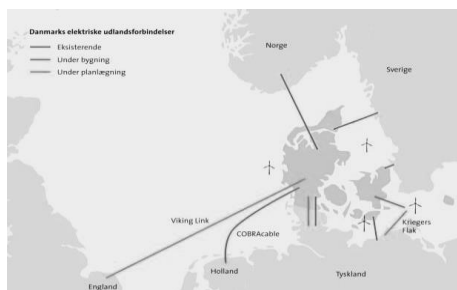 Danmarks elektriske udlandsforbindelser
Eksisterende
Under bygning
Under planlægning
Norge
Sverige
Viking Link
COBRAcable
Kriegers
Flak
Holland
Tyskland
England